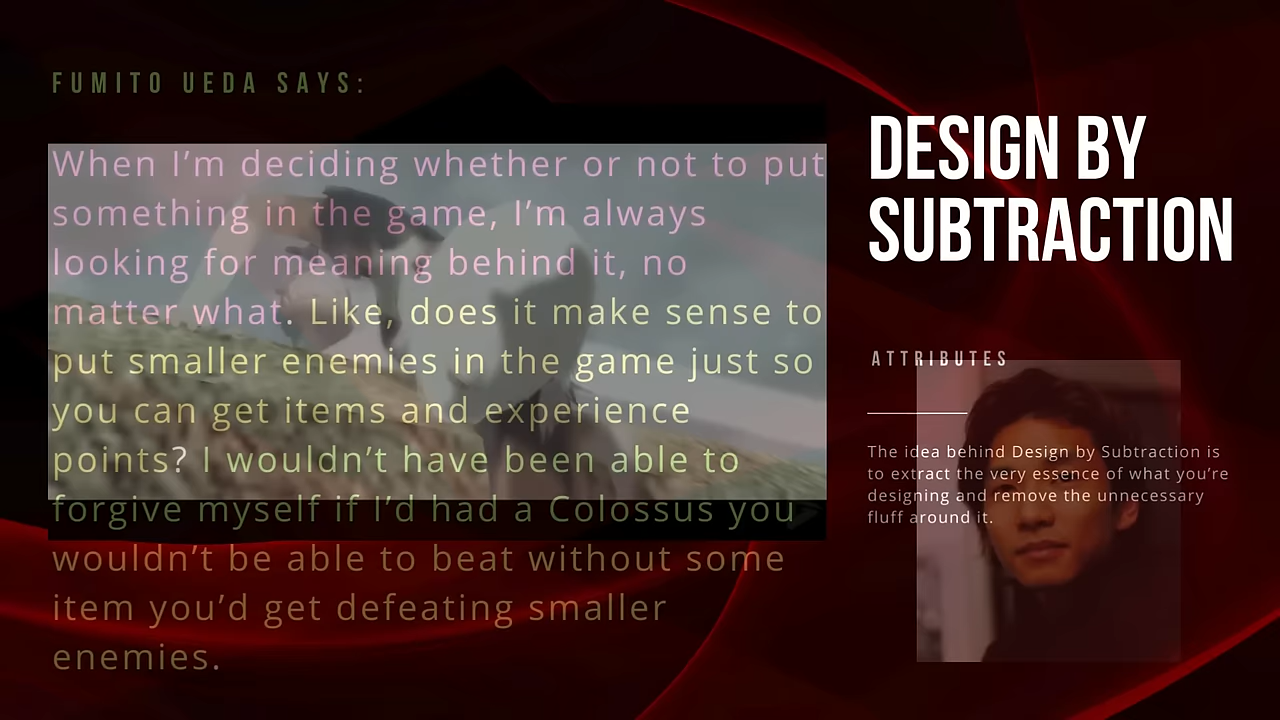 FUMITO UEDA SAYS:
When I’m deciding whether or not to put
something in the game, I’m always
looking for meaning behind it, no
matter what. Like, does it make sense to
put smaller enemies in the game just so
you can get items and experience
points? I wouldn’t have been able to
forgive myself if I’d had a Colossus you
wouldn’t be able to beat without some
item you’d get defeating smaller
enemies.
DESIGN BY
SUBTRACTION
ATTRIBUTES
The idea behind Design by Subtraction is
to extract the very essence of what you’re
designing and remove the unnecessary
fluff around it.